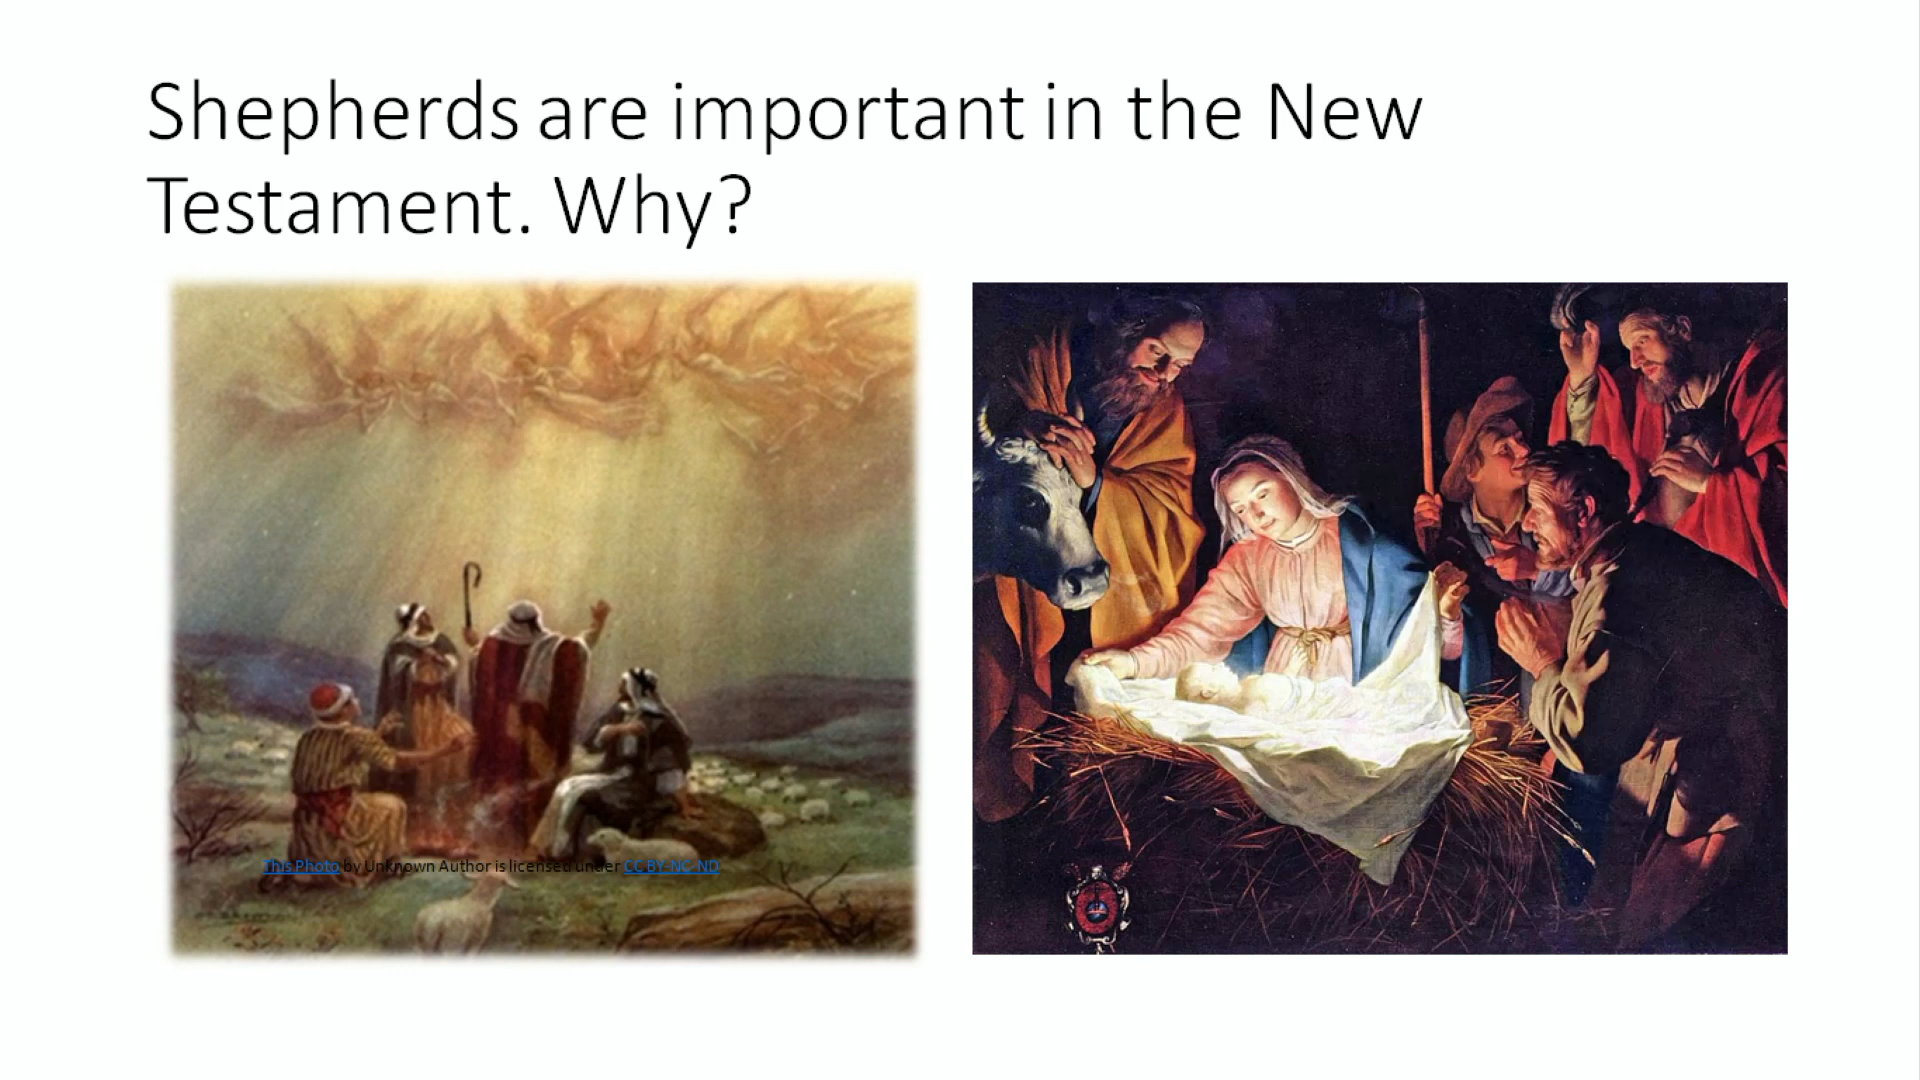 Shepherds are important in the New
Testament. Why?
This Photo by Unknown Author is licensed under CC BY-NC-ND